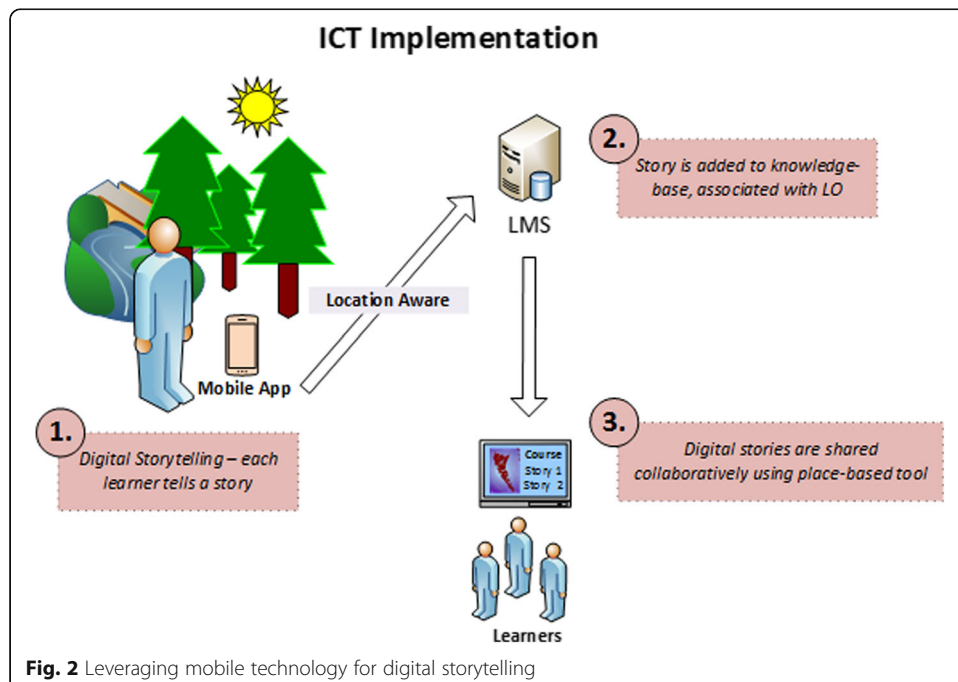 ICT Implementation
2.
Story is added to knowledge-
base, associated with LO
LMS
Location Aware
Mobile App
1.
Digital Storytelling – each
learner tells a story
3.
Digital stories are shared
collaboratively using place-based tool
Course
Story 1
Story 2
Learners
Fig. 2 Leveraging mobile technology for digital storytelling